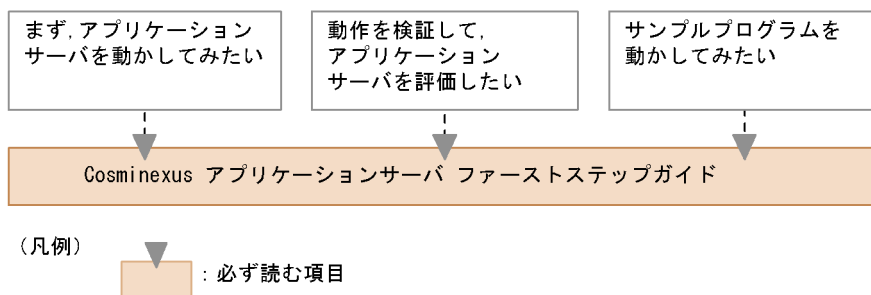 まず,アプリケーション
サーバを動かしてみたい
動作を検証して,
アプリケーション
サーバを評価したい
サンプルプログラムを
動かしてみたい
Cosminexus アプリケーションサーバ ファーストステップガイド
(凡例)
:必ず読む項目